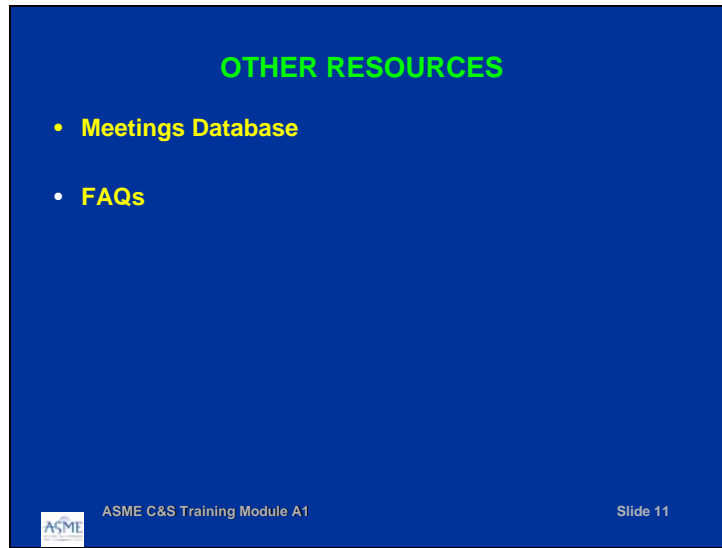 OTHER RESOURCES
• Meetings Database
• FAQs
ASME C&S Training Module A1
Slide 11
ASME